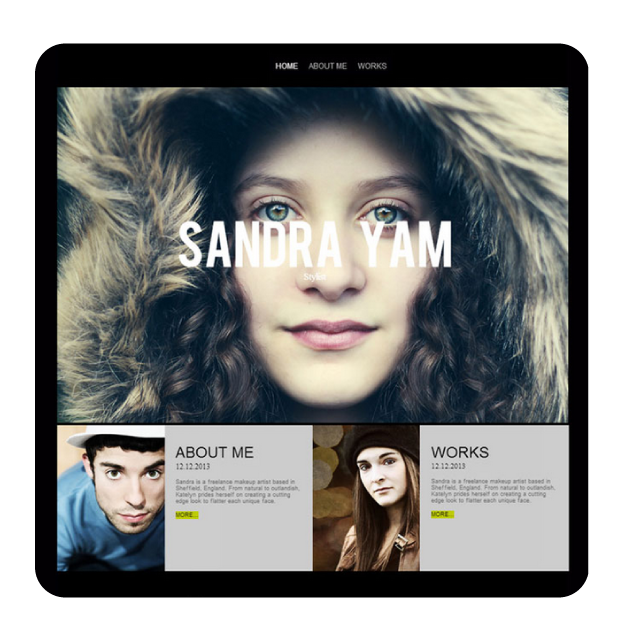 HOME ABOUT ME WORKS
SANDRA YAM
Stylist
ABOUT ME
12.12.2013
Sandra is a freelance makeup artist based in
Sheffield, England. From natural to outlandish,
Katelyn prides herself on creating a cutting
edge look to flatter each unique face.
MORE...
WORKS
12.12.2013
Sandra is a freelance makeup artist based in
Sheffield, England. From natural to outlandish,
Katelyn prides herself on creating a cutting
edge look to flatter each unique face.
MORE...